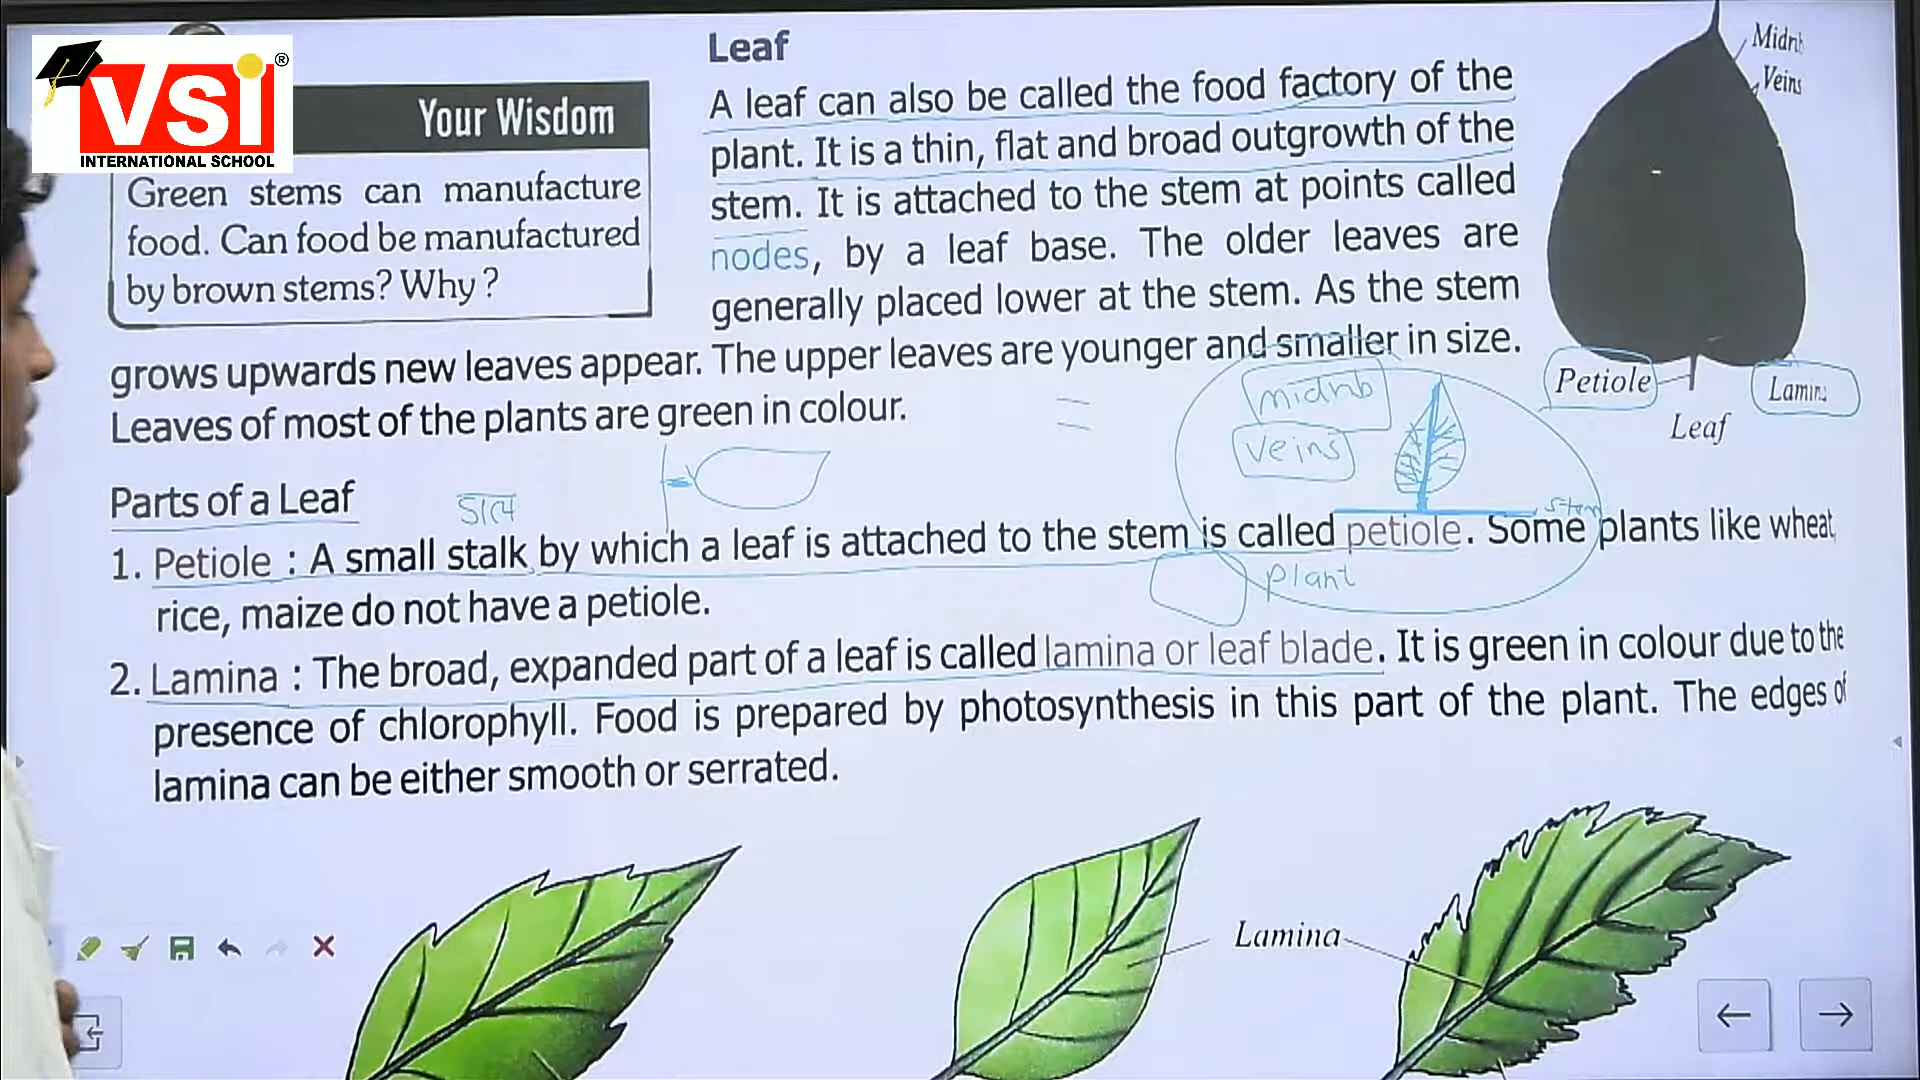 VSI®
INTERNATIONAL SCHOOL
Your Wisdom
Green stems can manufacture
food. Can food be manufactured
by brown stems? Why?
Leaf
A leaf can also be called the food factory of the
plant. It is a thin, flat and broad outgrowth of the
stem. It is attached to the stem at points called
nodes, by a leaf base. The older leaves are
generally placed lower at the stem. As the stem
grows upwards new leaves appear. The upper leaves are younger and smaller in size.
Leaves of most of the plants are green in colour.
Veins
Petiole
Leaf
midrib
veins
stem
plant
Parts of a Leaf
1. Petiole : A small stalk by which a leaf is attached to the stem is called petiole. Some plants like wheat,
rice, maize do not have a petiole.
2. Lamina : The broad, expanded part of a leaf is called lamina or leaf blade. It is green in colour due to the
presence of chlorophyll. Food is prepared by photosynthesis in this part of the plant. The edges of
lamina can be either smooth or serrated.
Lamina